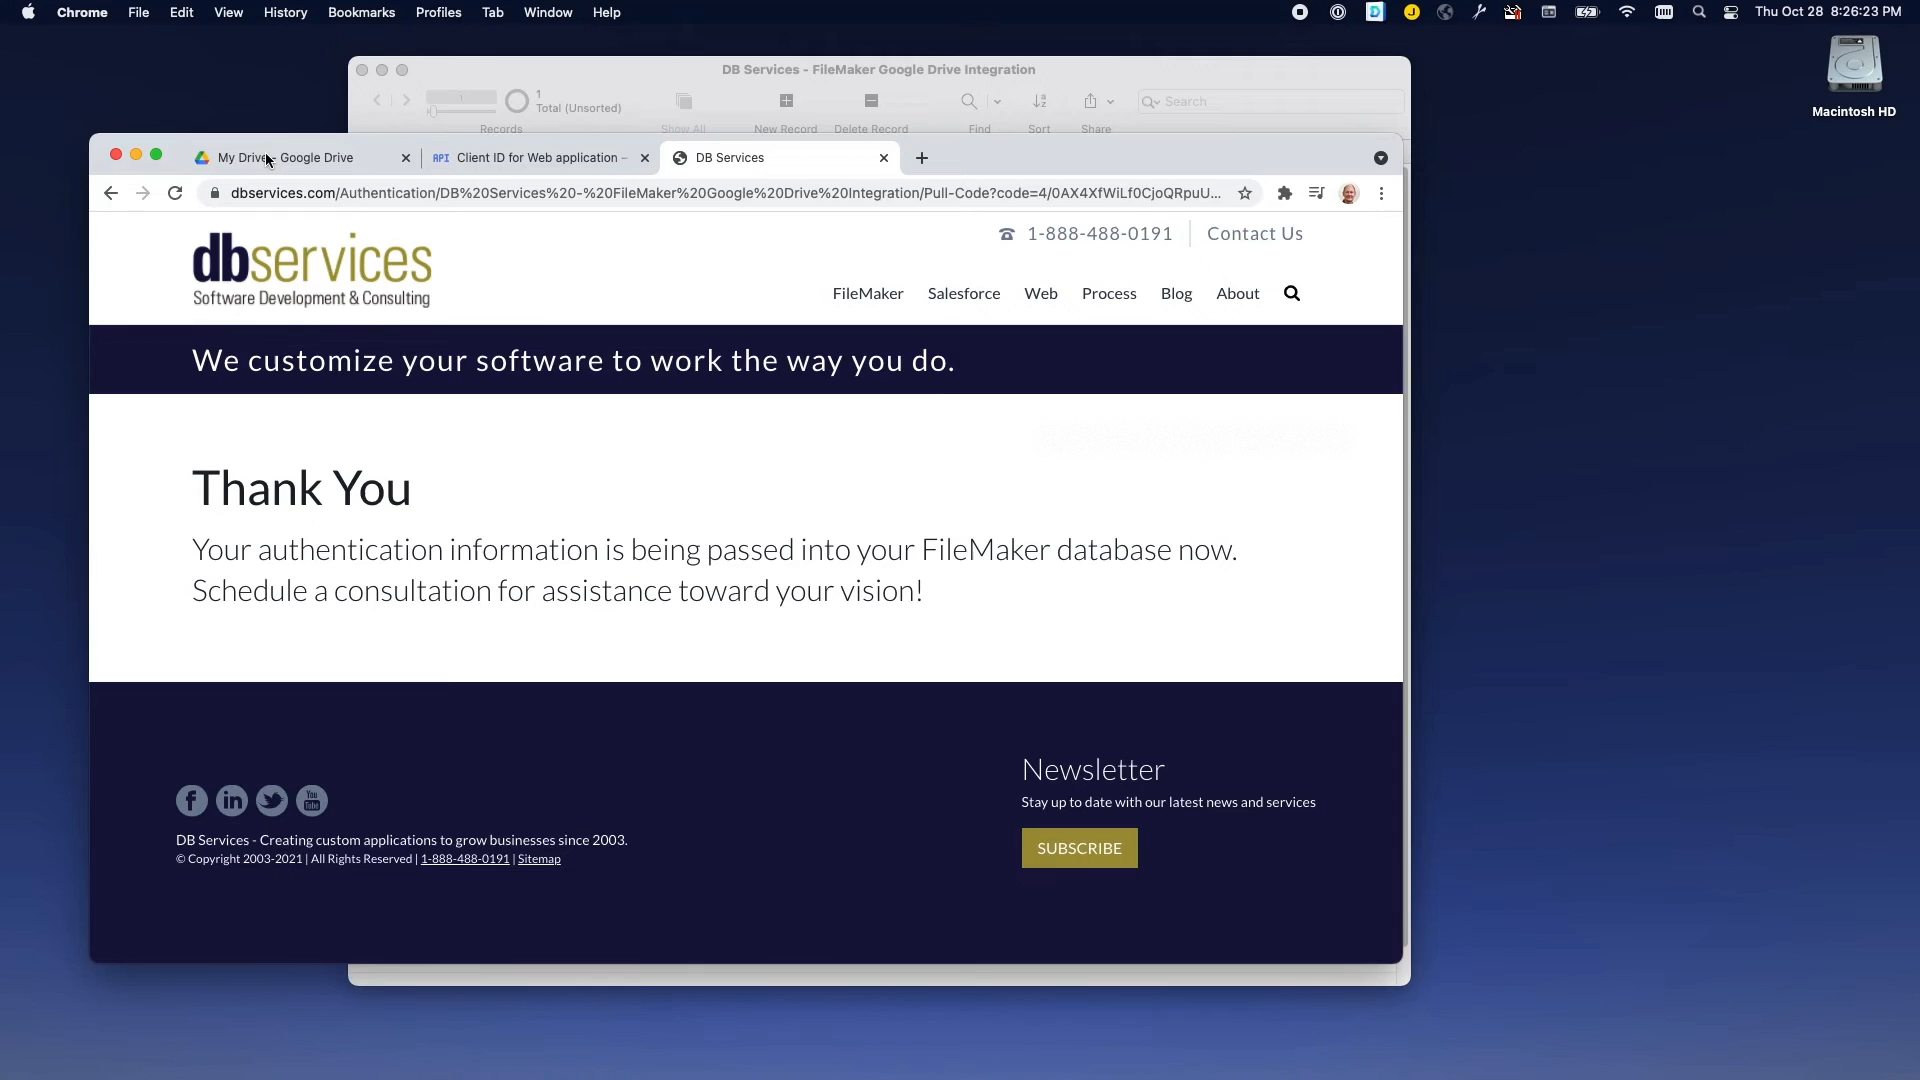 Chrome File Edit View History Bookmarks Profiles Tab Window Help
Thu Oct 28 8:26:23 PM
Macintosh HD
DB Services - FileMaker Google Drive Integration
1
1
Total (Unsorted)
Search
Records Show All New Record Delete Record Find Sort Share
My Drive - Google Drive
API Client ID for Web application -
DB Services
dbservices.com/Authentication/DB%20Services%20-%20FileMaker%20Google%20Drive%20Integration/Pull-Code?code=4/0AX4XfWiLf0CjoQRpuU...
1-888-488-0191 Contact Us
dbservices
Software Development & Consulting
FileMaker Salesforce Web Process Blog About
We customize your software to work the way you do.
Thank You
Your authentication information is being passed into your FileMaker database now.
Schedule a consultation for assistance toward your vision!
Newsletter
Stay up to date with our latest news and services
SUBSCRIBE
f in You Tube
DB Services - Creating custom applications to grow businesses since 2003.
© Copyright 2003-2021 | All Rights Reserved | 1-888-488-0191 | Sitemap